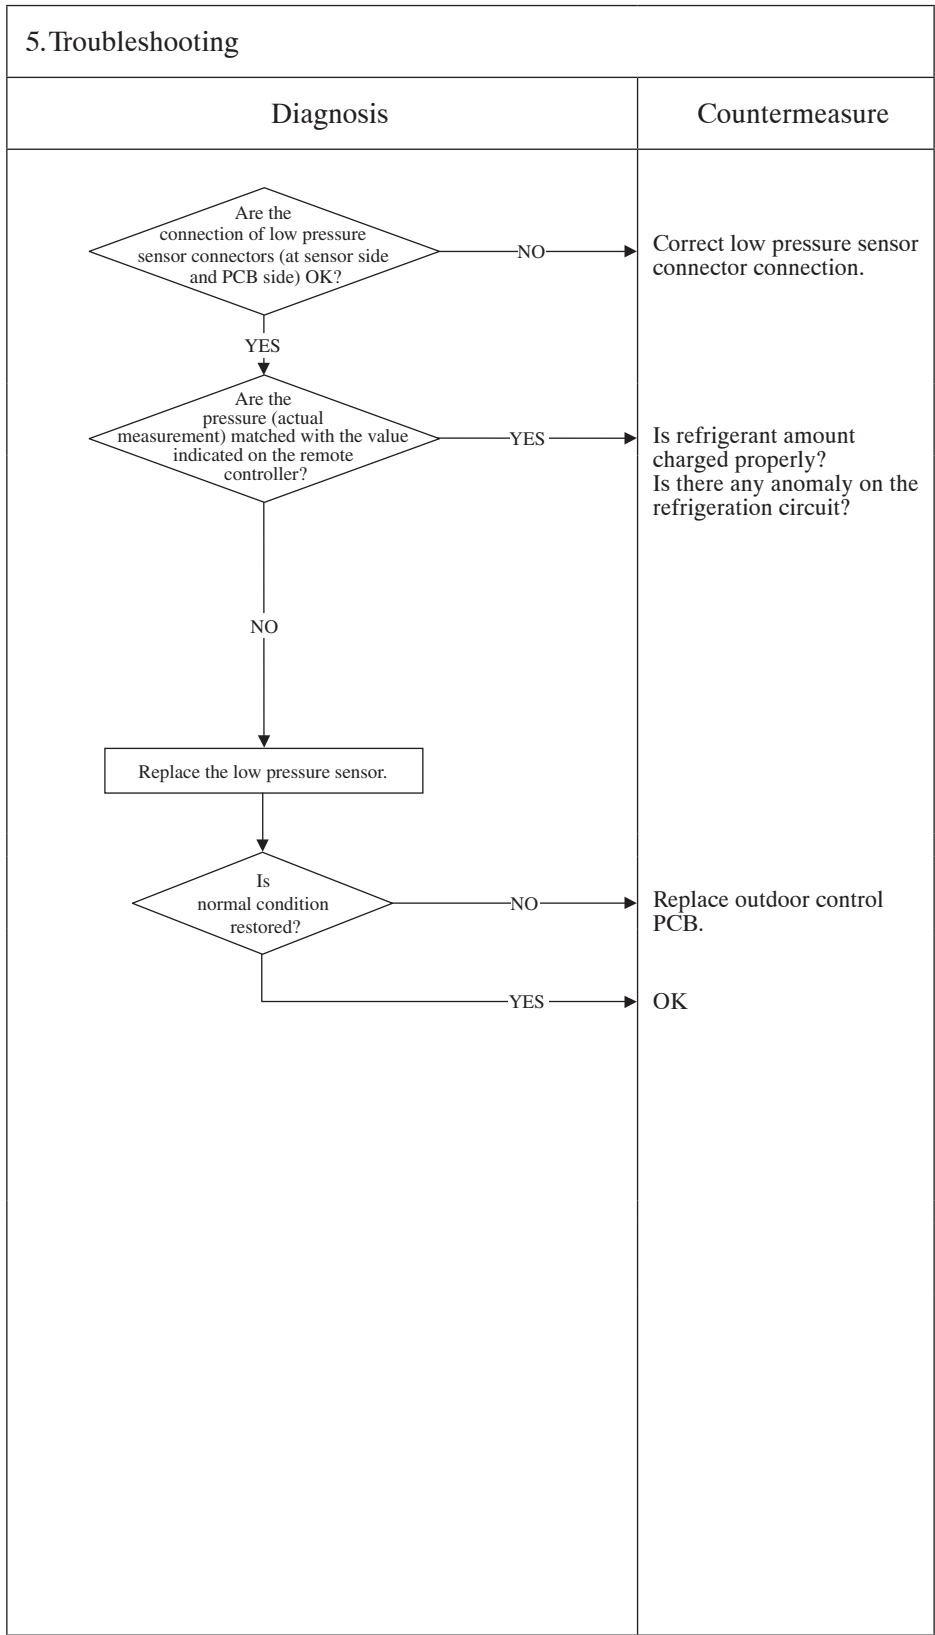 5.Troubleshooting
Diagnosis
Countermeasure
Are the
connection of low pressure
sensor connectors (at sensor side
and PCB side) OK?
NO
Correct low pressure sensor
connector connection.
YES
Are the
pressure (actual
measurement) matched with the value
indicated on the remote
controller?
YES
Is refrigerant amount
charged properly?
Is there any anomaly on the
refrigeration circuit?
NO
Replace the low pressure sensor.
Is
normal condition
restored?
NO
Replace outdoor control
PCB.
YES
OK